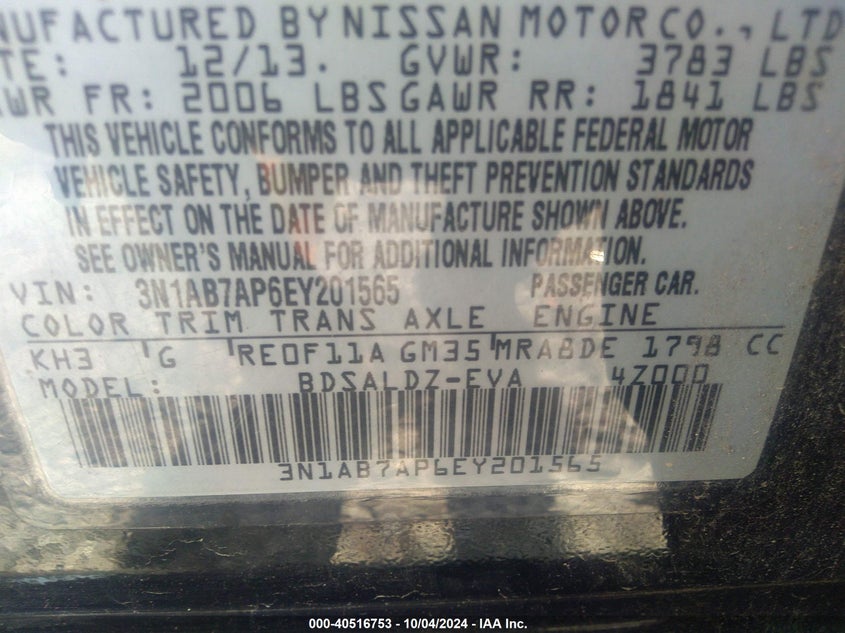 NUFACTURED BY NISSAN MOTOR CO., LTD
TE: 12/13. GVWR: 3783 LBS
WR FR: 2006 LBS GAWR RR: 1841 LBS
THIS VEHICLE CONFORMS TO ALL APPLICABLE FEDERAL MOTOR
VEHICLE SAFETY, BUMPER AND THEFT PREVENTION STANDARDS
IN EFFECT ON THE DATE OF MANUFACTURE SHOWN ABOVE.
SEE OWNER'S MANUAL FOR ADDITIONAL INFORMATION.
VIN: 3N1AB7AP6EY201565 PASSENGER CAR.
COLOR TRIM TRANS AXLE ENGINE
KH3 G RE0F11A GM35 MRA8DE 1798 CC
MODEL: BDSALDZ-EVA 4Z000
3N1AB7AP6EY201565
000-40516753 - 10/04/2024 - IAA Inc.